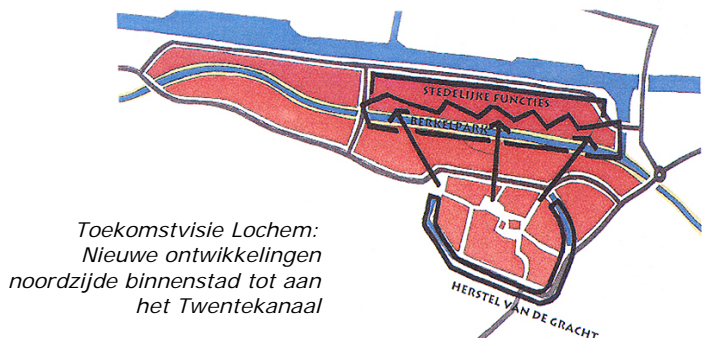 STEDELIJKE FUNCTIES
BERKELPARK
Toekomstvisie Lochem:
Nieuwe ontwikkelingen
noordzijde binnenstad tot aan
het Twentekanaal
HERSTEL VAN DE GRACHT